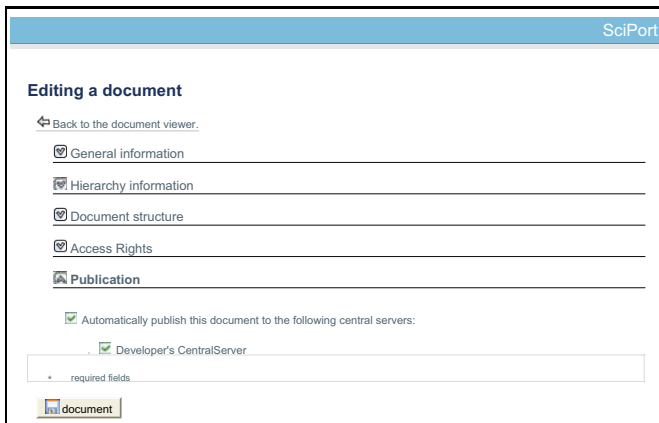 SciPort
Editing a document
Back to the document viewer.
General information
Hierarchy information
Document structure
Access Rights
Publication
Automatically publish this document to the following central servers:
Developer's CentralServer
required fields
document